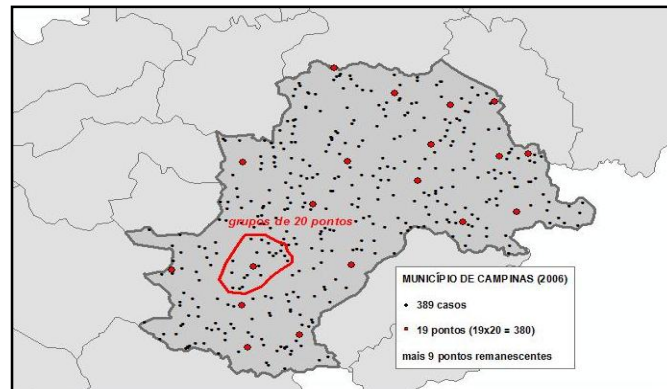 grupos de 20 pontos
MUNICÍPIO DE CAMPINAS (2006)
389 casos
19 pontos (19x20 = 380)
mais 9 pontos remanescentes